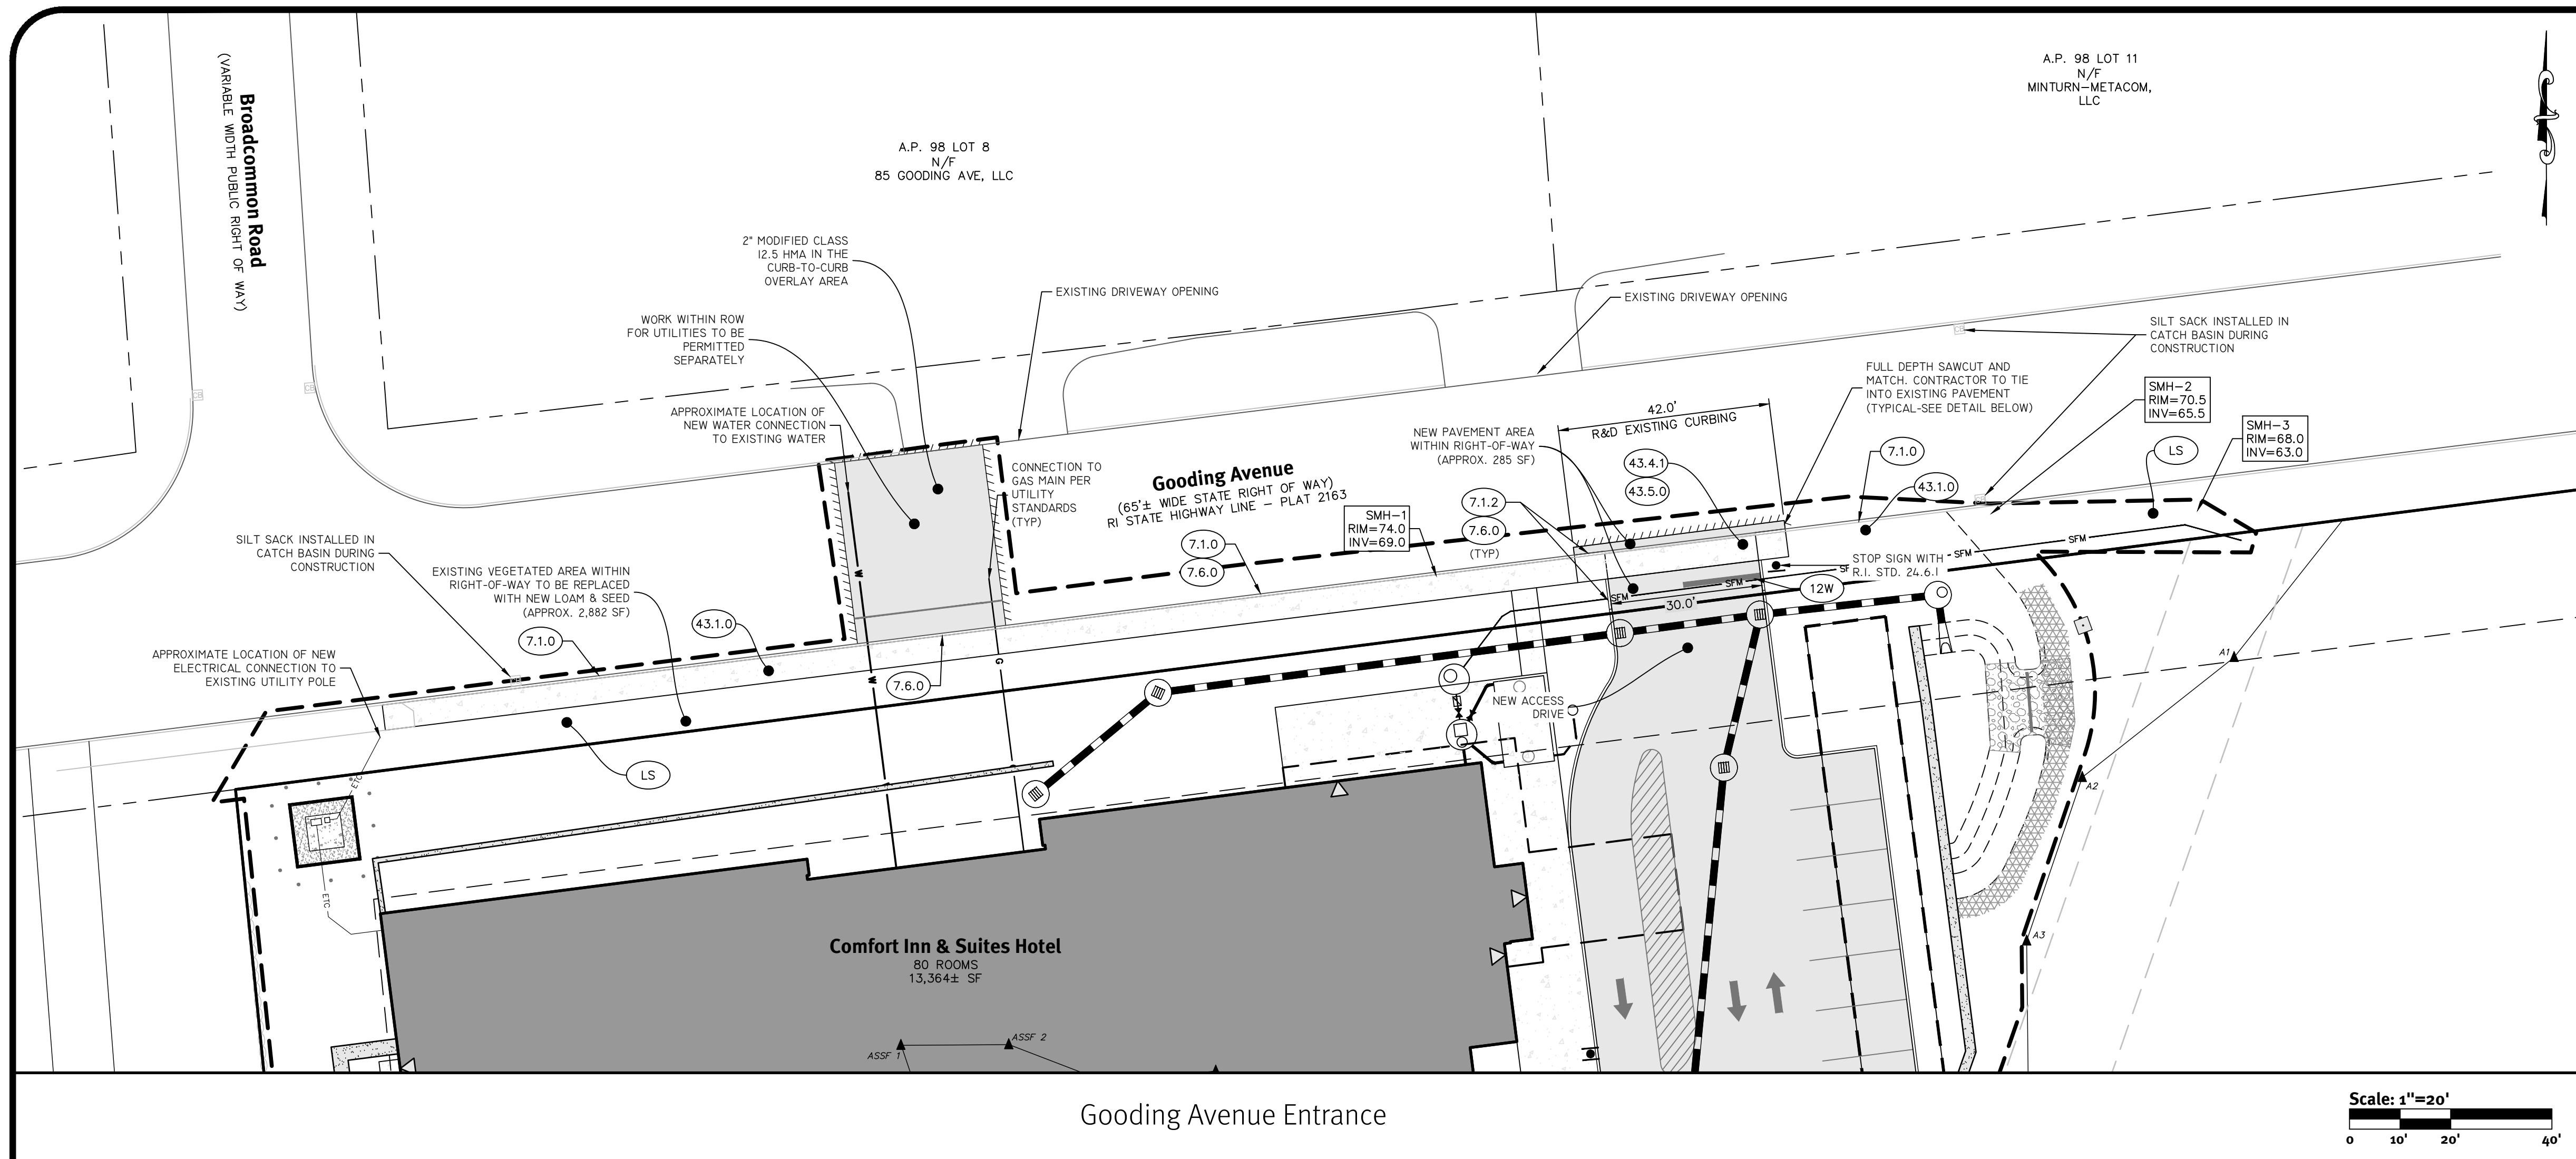 Broadcommon Road
(VARIABLE WIDTH PUBLIC RIGHT OF WAY)
A.P. 98 LOT 8
N/F
85 GOODING AVE, LLC
A.P. 98 LOT 11
N/F
MINTURN-METACOM,
LLC
2" MODIFIED CLASS
12.5 HMA IN THE
CURB-TO-CURB
OVERLAY AREA
WORK WITHIN ROW
FOR UTILITIES TO BE
PERMITTED
SEPARATELY
APPROXIMATE LOCATION OF
NEW WATER CONNECTION
TO EXISTING WATER
EXISTING DRIVEWAY OPENING
EXISTING DRIVEWAY OPENING
SILT SACK INSTALLED IN
CATCH BASIN DURING
CONSTRUCTION
FULL DEPTH SAWCUT AND
MATCH. CONTRACTOR TO TIE
INTO EXISTING PAVEMENT
(TYPICAL-SEE DETAIL BELOW)
SMH-2
RIM=70.5
INV=65.5
SMH-3
RIM=68.0
INV=63.0
LS
42.0'
R&D EXISTING CURBING
NEW PAVEMENT AREA
WITHIN RIGHT-OF-WAY
(APPROX. 285 SF)
43.4.1
43.5.0
7.1.0
43.1.0
CONNECTION TO
GAS MAIN PER
UTILITY
STANDARDS
(TYP)
Gooding Avenue
(65'± WIDE STATE RIGHT OF WAY)
RI STATE HIGHWAY LINE - PLAT 2163
SMH-1
RIM=74.0
INV=69.0
7.1.2
7.6.0
(TYP)
7.1.0
7.6.0
CB
CB
CB
CB
CB
SILT SACK INSTALLED IN
CATCH BASIN DURING
CONSTRUCTION
EXISTING VEGETATED AREA WITHIN
RIGHT-OF-WAY TO BE REPLACED
WITH NEW LOAM & SEED
(APPROX. 2,882 SF)
7.1.0
43.1.0
APPROXIMATE LOCATION OF NEW
ELECTRICAL CONNECTION TO
EXISTING UTILITY POLE
LS
7.6.0
W
W
G
STOP SIGN WITH
R.I. STD. 24.6.1
SFM
SFM
SF
SFM
SFM
12W
30.0'
NEW ACCESS
DRIVE
ETC
ETC
A1
A2
A3
Comfort Inn & Suites Hotel
80 ROOMS
13,364± SF
ASSF 1
ASSF 2
Gooding Avenue Entrance
Scale: 1"=20'
0 10' 20' 40'